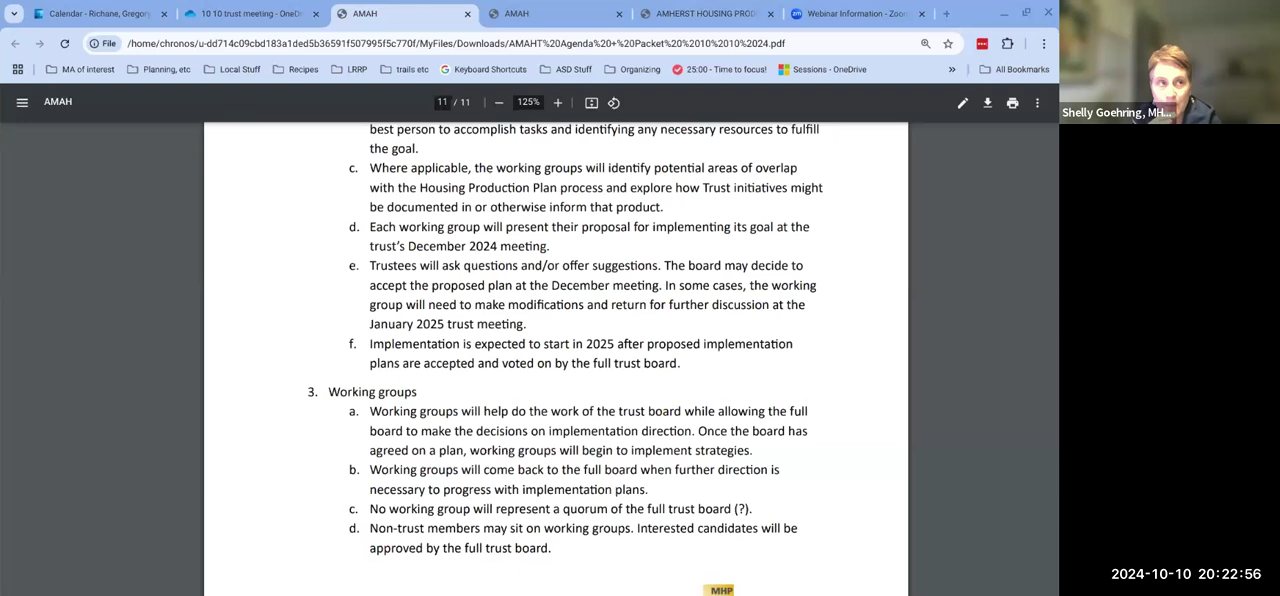 Calendar - Richane, Gregory
10 10 trust meeting - OneDri
AMAH
AMAH
AMHERST HOUSING PROD
Webinar Information - Zoom
File
/home/chronos/u-dd714c09cbd183a1ded5b36591f507995f5c770f/MyFiles/Downloads/AMAHT%20Agenda%20+%20Packet%20%2010%2010%2024.pdf
MA of interest
Planning, etc
Local Stuff
Recipes
LRRP
trails etc
Keyboard Shortcuts
ASD Stuff
Organizing
25:00 - Time to focus!
Sessions - OneDrive
»
All Bookmarks
AMAH
11 / 11
125%
best person to accomplish tasks and identifying any necessary resources to fulfill
the goal.
c. Where applicable, the working groups will identify potential areas of overlap
with the Housing Production Plan process and explore how Trust initiatives might
be documented in or otherwise inform that product.
d. Each working group will present their proposal for implementing its goal at the
trust's December 2024 meeting.
e. Trustees will ask questions and/or offer suggestions. The board may decide to
accept the proposed plan at the December meeting. In some cases, the working
group will need to make modifications and return for further discussion at the
January 2025 trust meeting.
f. Implementation is expected to start in 2025 after proposed implementation
plans are accepted and voted on by the full trust board.
3. Working groups
a. Working groups will help do the work of the trust board while allowing the full
board to make the decisions on implementation direction. Once the board has
agreed on a plan, working groups will begin to implement strategies.
b. Working groups will come back to the full board when further direction is
necessary to progress with implementation plans.
c. No working group will represent a quorum of the full trust board (?).
d. Non-trust members may sit on working groups. Interested candidates will be
approved by the full trust board.
MHP
Shelly Goehring, MH...
2024-10-10 20:22:56